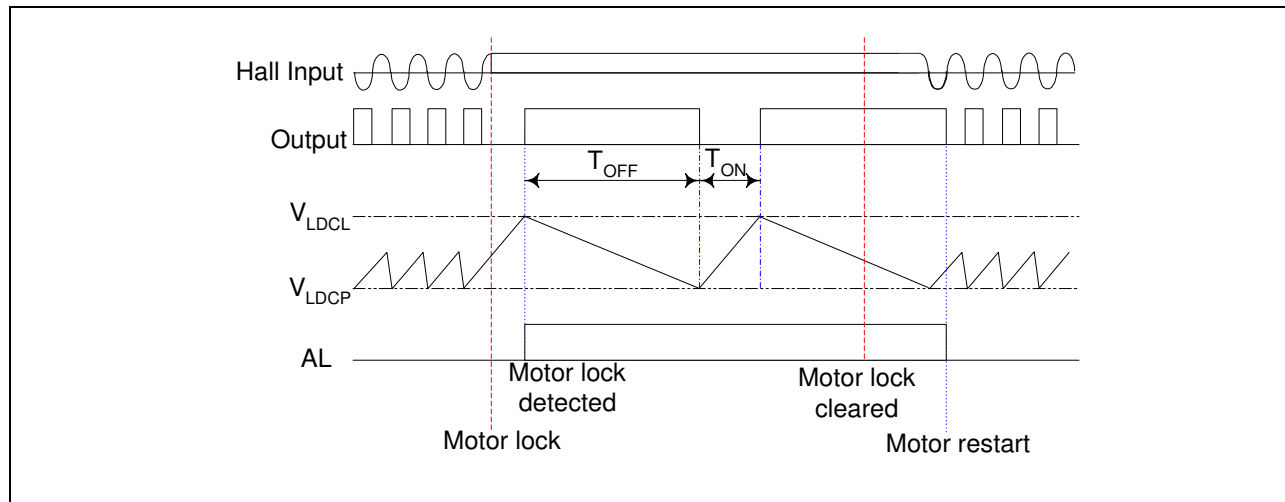 Hall Input
Output
T_OFF
T_ON
V_LDCL
V_LDCP
AL
Motor lock
detected
Motor lock
cleared
Motor lock
Motor restart